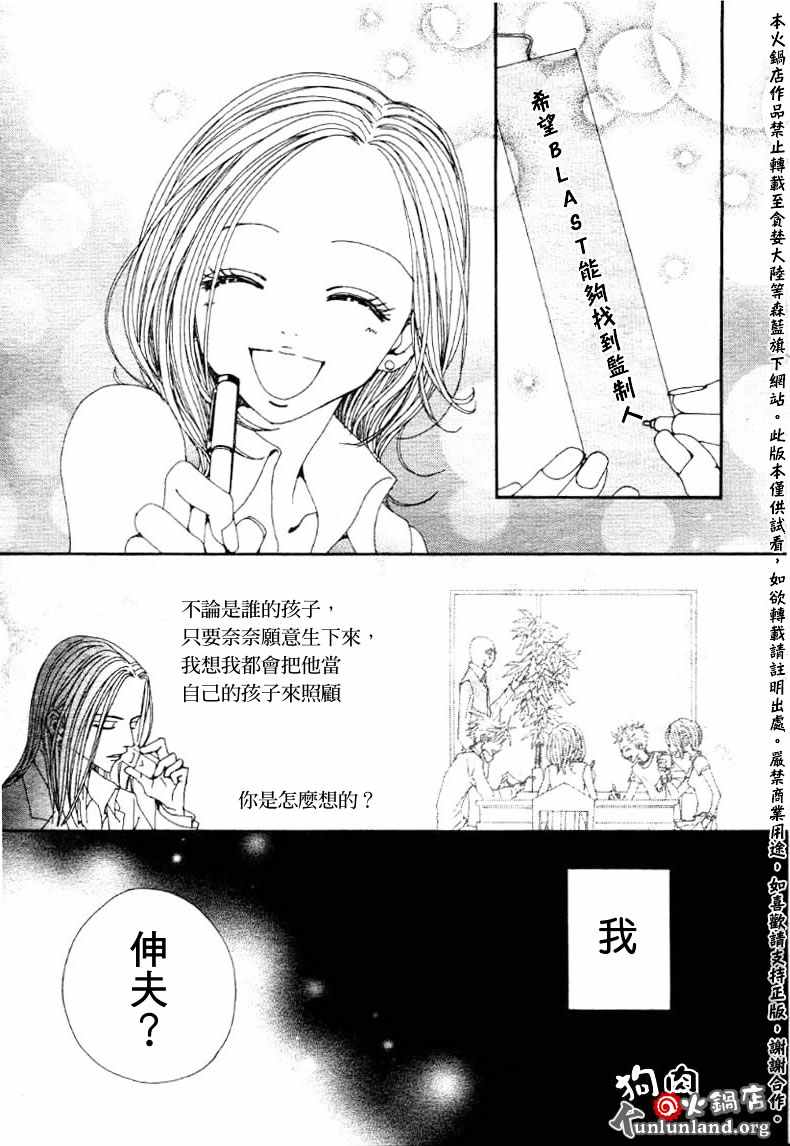 希望BLAST能夠找到監制人
不論是誰的孩子，
只要奈奈願意生下來，
我想我都會把他當
自己的孩子來照顧
你是怎麼想的？
我
伸夫？
本火鍋店作品禁止轉載至貪婪大陸等森藍旗下網站。此版本僅供試看，如欲轉載請註明出處。嚴禁商業用途，如喜歡請支持正版，謝謝合作。
狗肉
火鍋店
Kunlunland.org